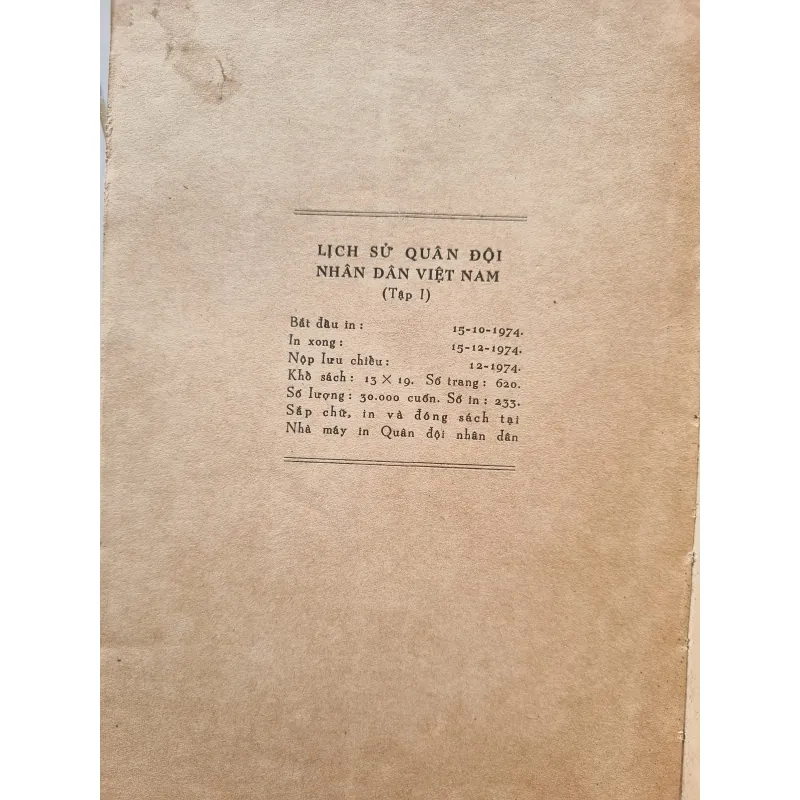 LỊCH SỬ QUÂN ĐỘI
NHÂN DÂN VIỆT NAM
(Tập I)
Bắt đầu in: 15-10-1974.
In xong: 15-12-1974.
Nộp lưu chiểu: 12-1974.
Khổ sách: 13 × 19. Số trang: 620.
Số lượng: 30.000 cuốn. Số in: 233.
Sắp chữ, in và đóng sách tại
Nhà máy in Quân đội nhân dân